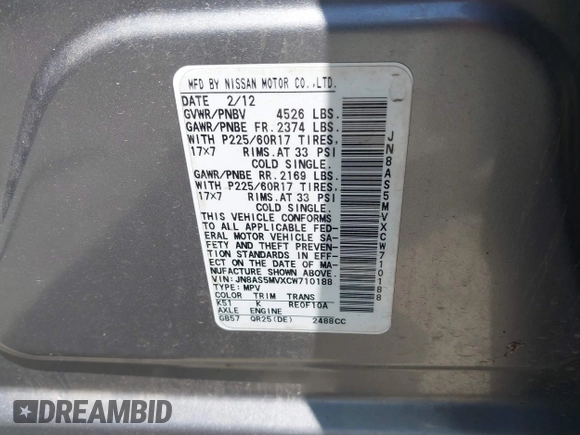 MFD BY NISSAN MOTOR CO.,LTD.
DATE 2/12
GVWR/PNBV 4526 LBS.
GAWR/PNBE FR. 2374 LBS.
WITH P225/60R17 TIRES,
17x7 RIMS.AT 33 PSI
COLD SINGLE.
GAWR/PNBE RR. 2169 LBS.
WITH P225/60R17 TIRES,
17x7 RIMS.AT 33 PSI
COLD SINGLE.
THIS VEHICLE CONFORMS
TO ALL APPLICABLE FED-
ERAL MOTOR VEHICLE SA-
FETY AND THEFT PREVEN-
TION STANDARDS IN EFF-
ECT ON THE DATE OF MA-
NUFACTURE SHOWN ABOVE.
VIN: JN8AS5MVXCW710188
TYPE: MPV
COLOR TRIM TRANS
K51 K RE0F10A
AXLE ENGINE
GB57 QR25(DE) 2488CC
JN8AS5MVXCW710188
DREAMBID